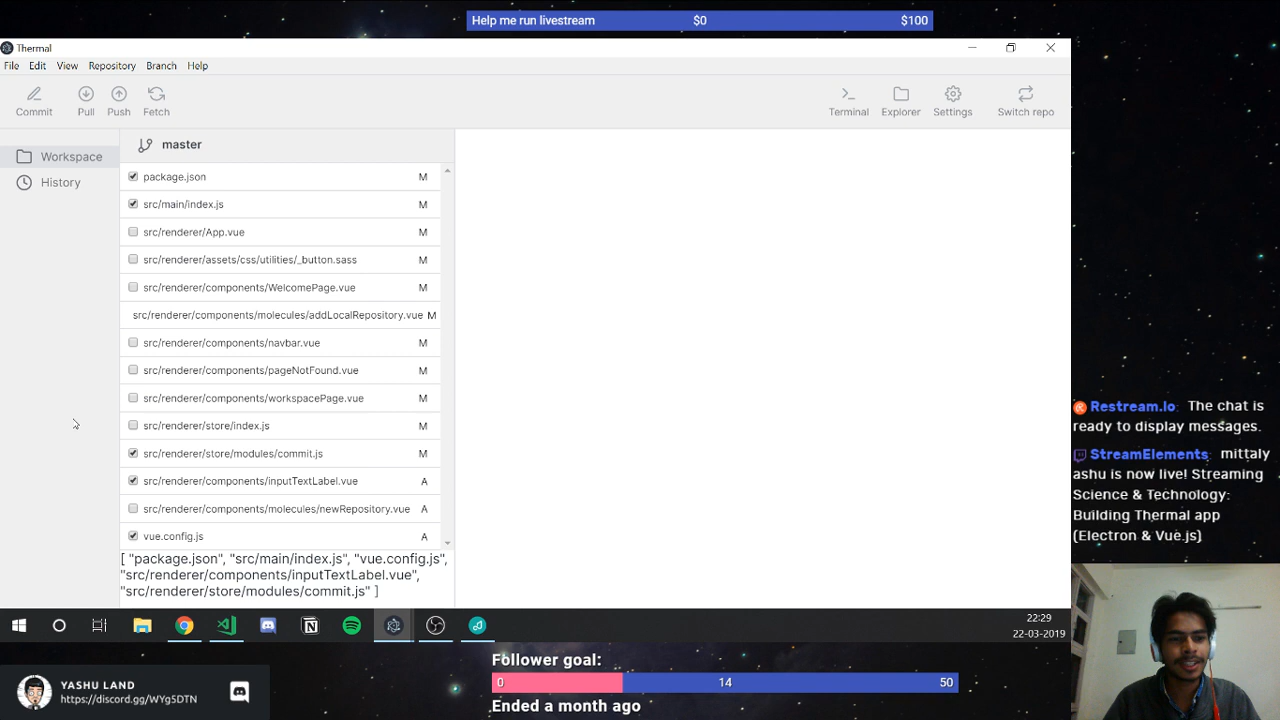 Help me run livestream $0 $100
Thermal
File Edit View Repository Branch Help
Commit Pull Push Fetch Terminal Explorer Settings Switch repo
Workspace
History
master
package.json M
src/main/index.js M
src/renderer/App.vue M
src/renderer/assets/css/utilities/_button.sass M
src/renderer/components/WelcomePage.vue M
src/renderer/components/molecules/addLocalRepository.vue M
src/renderer/components/navbar.vue M
src/renderer/components/pageNotFound.vue M
src/renderer/components/workspacePage.vue M
src/renderer/store/index.js M
src/renderer/store/modules/commit.js M
src/renderer/components/inputTextLabel.vue A
src/renderer/components/molecules/newRepository.vue A
vue.config.js A
[ "package.json", "src/main/index.js", "vue.config.js",
"src/renderer/components/inputTextLabel.vue",
"src/renderer/store/modules/commit.js" ]
Restream.io: The chat is
ready to display messages.
StreamElements: mittaly
ashu is now live! Streaming
Science & Technology:
Building Thermal app
(Electron & Vue.js)
22:29
22-03-2019
Follower goal:
0 14 50
Ended a month ago
YASHU LAND
https://discord.gg/WYg5DTN